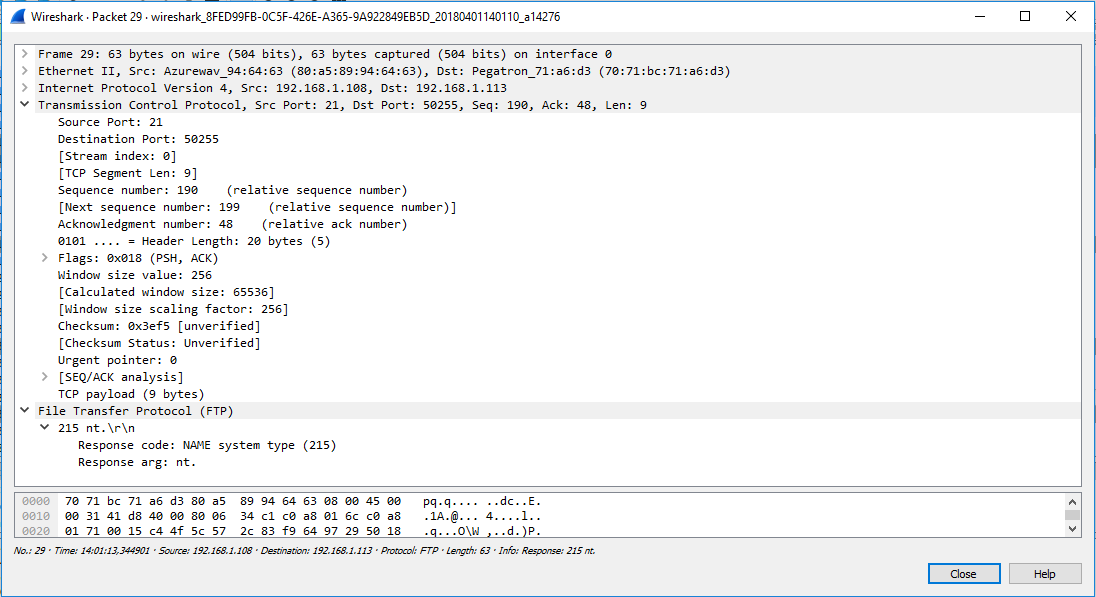 Wireshark · Packet 29 · wireshark_8FED99FB-0C5F-426E-A365-9A922849EB5D_20180401140110_a14276
Frame 29: 63 bytes on wire (504 bits), 63 bytes captured (504 bits) on interface 0
Ethernet II, Src: Azurewav_94:64:63 (80:a5:89:94:64:63), Dst: Pegatron_71:a6:d3 (70:71:bc:71:a6:d3)
Internet Protocol Version 4, Src: 192.168.1.108, Dst: 192.168.1.113
Transmission Control Protocol, Src Port: 21, Dst Port: 50255, Seq: 190, Ack: 48, Len: 9
Source Port: 21
Destination Port: 50255
[Stream index: 0]
[TCP Segment Len: 9]
Sequence number: 190    (relative sequence number)
[Next sequence number: 199    (relative sequence number)]
Acknowledgment number: 48    (relative ack number)
0101 .... = Header Length: 20 bytes (5)
Flags: 0x018 (PSH, ACK)
Window size value: 256
[Calculated window size: 65536]
[Window size scaling factor: 256]
Checksum: 0x3ef5 [unverified]
[Checksum Status: Unverified]
Urgent pointer: 0
[SEQ/ACK analysis]
TCP payload (9 bytes)
File Transfer Protocol (FTP)
215 nt.\r\n
Response code: NAME system type (215)
Response arg: nt.
0000  70 71 bc 71 a6 d3 80 a5  89 94 64 63 08 00 45 00   pq.q.... ..dc..E.
0010  00 31 41 d8 40 00 80 06  34 c1 c0 a8 01 6c c0 a8   .1A.@... 4....l..
0020  01 71 00 15 c4 4f 5c 57  2c 83 f9 64 97 29 50 18   .q...O\W ,..d.)P.
No.: 29 · Time: 14:01:13,344901 · Source: 192.168.1.108 · Destination: 192.168.1.113 · Protocol: FTP · Length: 63 · Info: Response: 215 nt.
Close Help